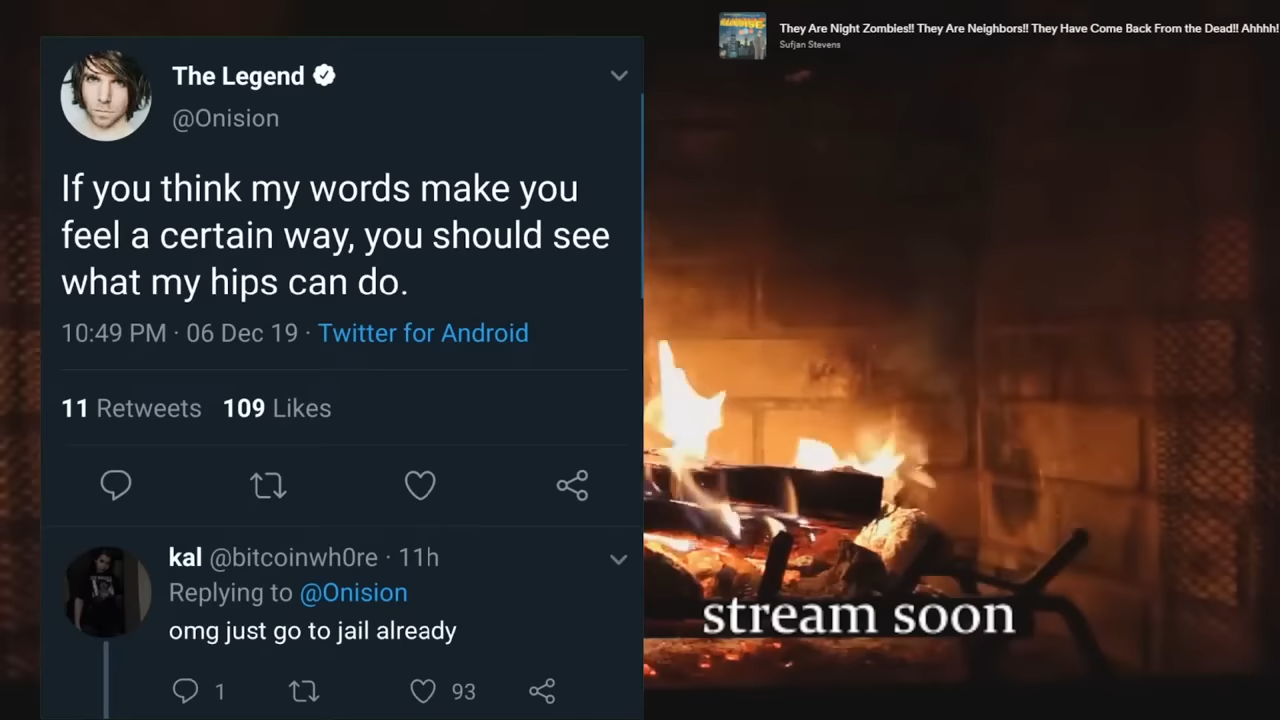 The Legend
@Onision
If you think my words make you
feel a certain way, you should see
what my hips can do.
10:49 PM · 06 Dec 19 · Twitter for Android
11 Retweets 109 Likes
kal @bitcoinwh0re · 11h
Replying to @Onision
omg just go to jail already
1 93
They Are Night Zombies!! They Are Neighbors!! They Have Come Back From the Dead!! Ahhhh!
Sufjan Stevens
stream soon